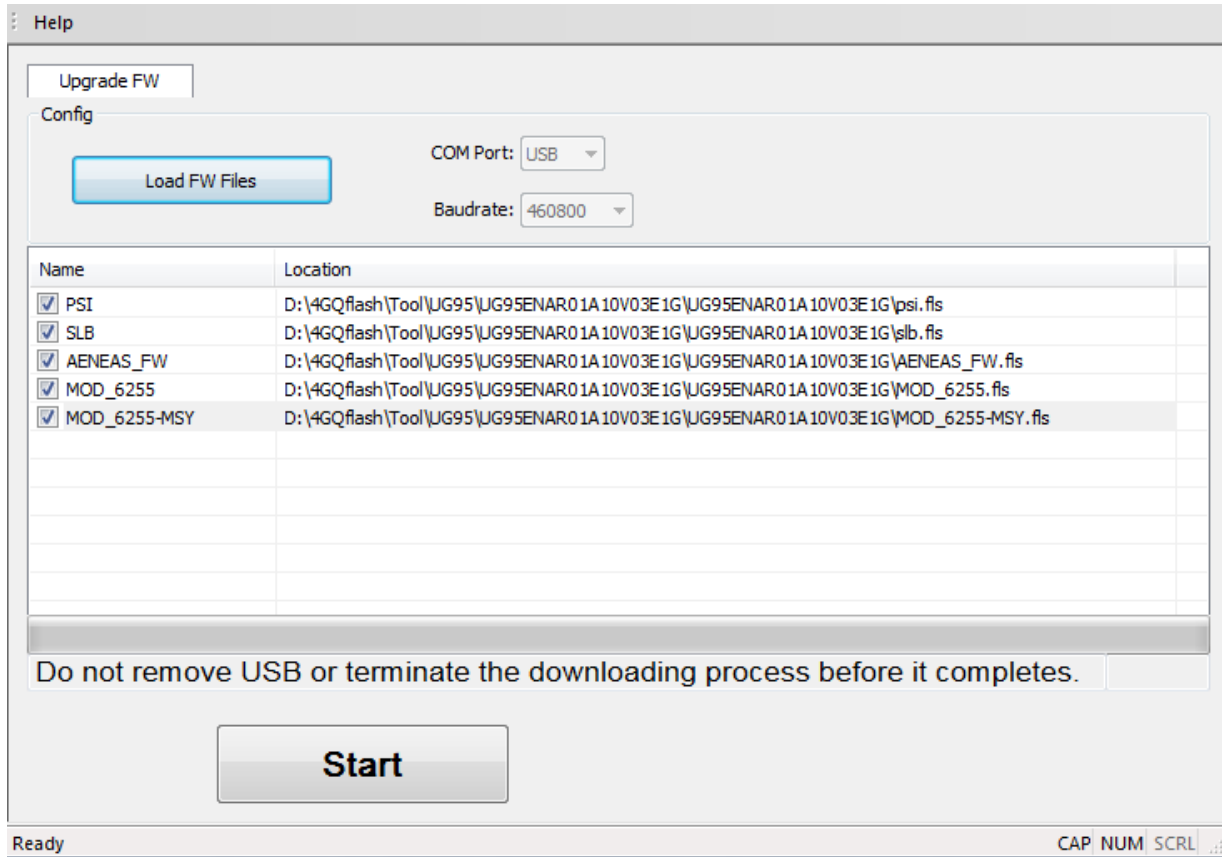 Help
Upgrade FW
Config
Load FW Files
COM Port: USB
Baudrate: 460800
Name Location
PSI D:\4GQflash\Tool\UG95\UG95ENAR01A10V03E1G\UG95ENAR01A10V03E1G\psi.fls
SLB D:\4GQflash\Tool\UG95\UG95ENAR01A10V03E1G\UG95ENAR01A10V03E1G\slb.fls
AENEAS_FW D:\4GQflash\Tool\UG95\UG95ENAR01A10V03E1G\UG95ENAR01A10V03E1G\AENEAS_FW.fls
MOD_6255 D:\4GQflash\Tool\UG95\UG95ENAR01A10V03E1G\UG95ENAR01A10V03E1G\MOD_6255.fls
MOD_6255-MSY D:\4GQflash\Tool\UG95\UG95ENAR01A10V03E1G\UG95ENAR01A10V03E1G\MOD_6255-MSY.fls
Do not remove USB or terminate the downloading process before it completes.
Start
Ready CAP NUM SCRL